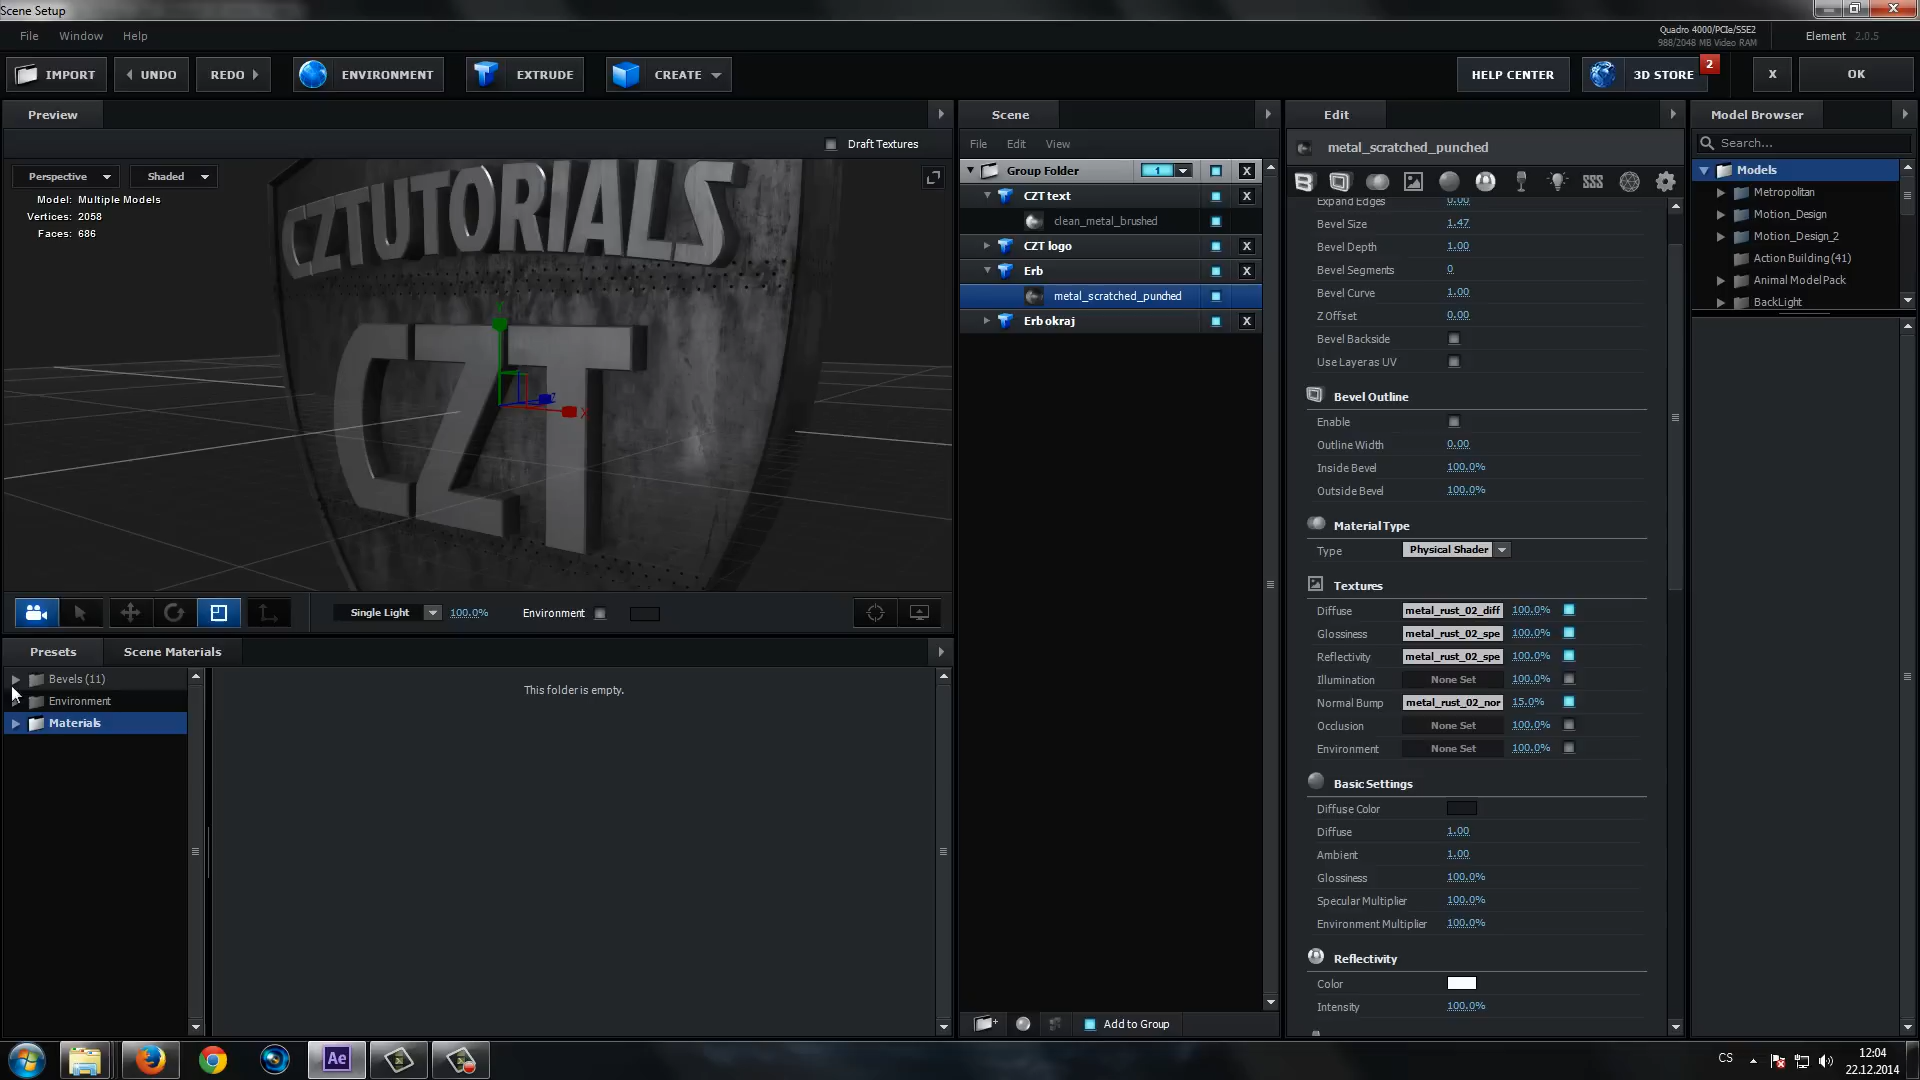 Scene Setup
File Window Help
Quadro 4000/PCIe/SSE2
988/2048 MB Video RAM
Element 2.0.5
IMPORT UNDO REDO ENVIRONMENT EXTRUDE CREATE HELP CENTER 3D STORE 2 X OK
Preview
Draft Textures
Perspective Shaded
Model: Multiple Models
Vertices: 2058
Faces: 686
CZTUTORIALS
CZT
Y
Z
X
Single Light 100.0% Environment
Presets Scene Materials
Bevels (11)
Environment
Materials
This folder is empty.
Scene
File Edit View
Group Folder 1 X
CZT text X
clean_metal_brushed
CZT logo X
Erb X
metal_scratched_punched
Erb okraj X
Add to Group
Edit
metal_scratched_punched
Expand Edges 0.00
Bevel Size 1.47
Bevel Depth 1.00
Bevel Segments 0
Bevel Curve 1.00
Z Offset 0.00
Bevel Backside
Use Layer as UV
Bevel Outline
Enable
Outline Width 0.00
Inside Bevel 100.0%
Outside Bevel 100.0%
Material Type
Type Physical Shader
Textures
Diffuse metal_rust_02_diff 100.0%
Glossiness metal_rust_02_spe 100.0%
Reflectivity metal_rust_02_spe 100.0%
Illumination None Set 100.0%
Normal Bump metal_rust_02_nor 15.0%
Occlusion None Set 100.0%
Environment None Set 100.0%
Basic Settings
Diffuse Color
Diffuse 1.00
Ambient 1.00
Glossiness 100.0%
Specular Multiplier 100.0%
Environment Multiplier 100.0%
Reflectivity
Color
Intensity 100.0%
Model Browser
Search...
Models
Metropolitan
Motion_Design
Motion_Design_2
Action Building (41)
Animal Model Pack
BackLight
Ae
CS
12:04
22.12.2014